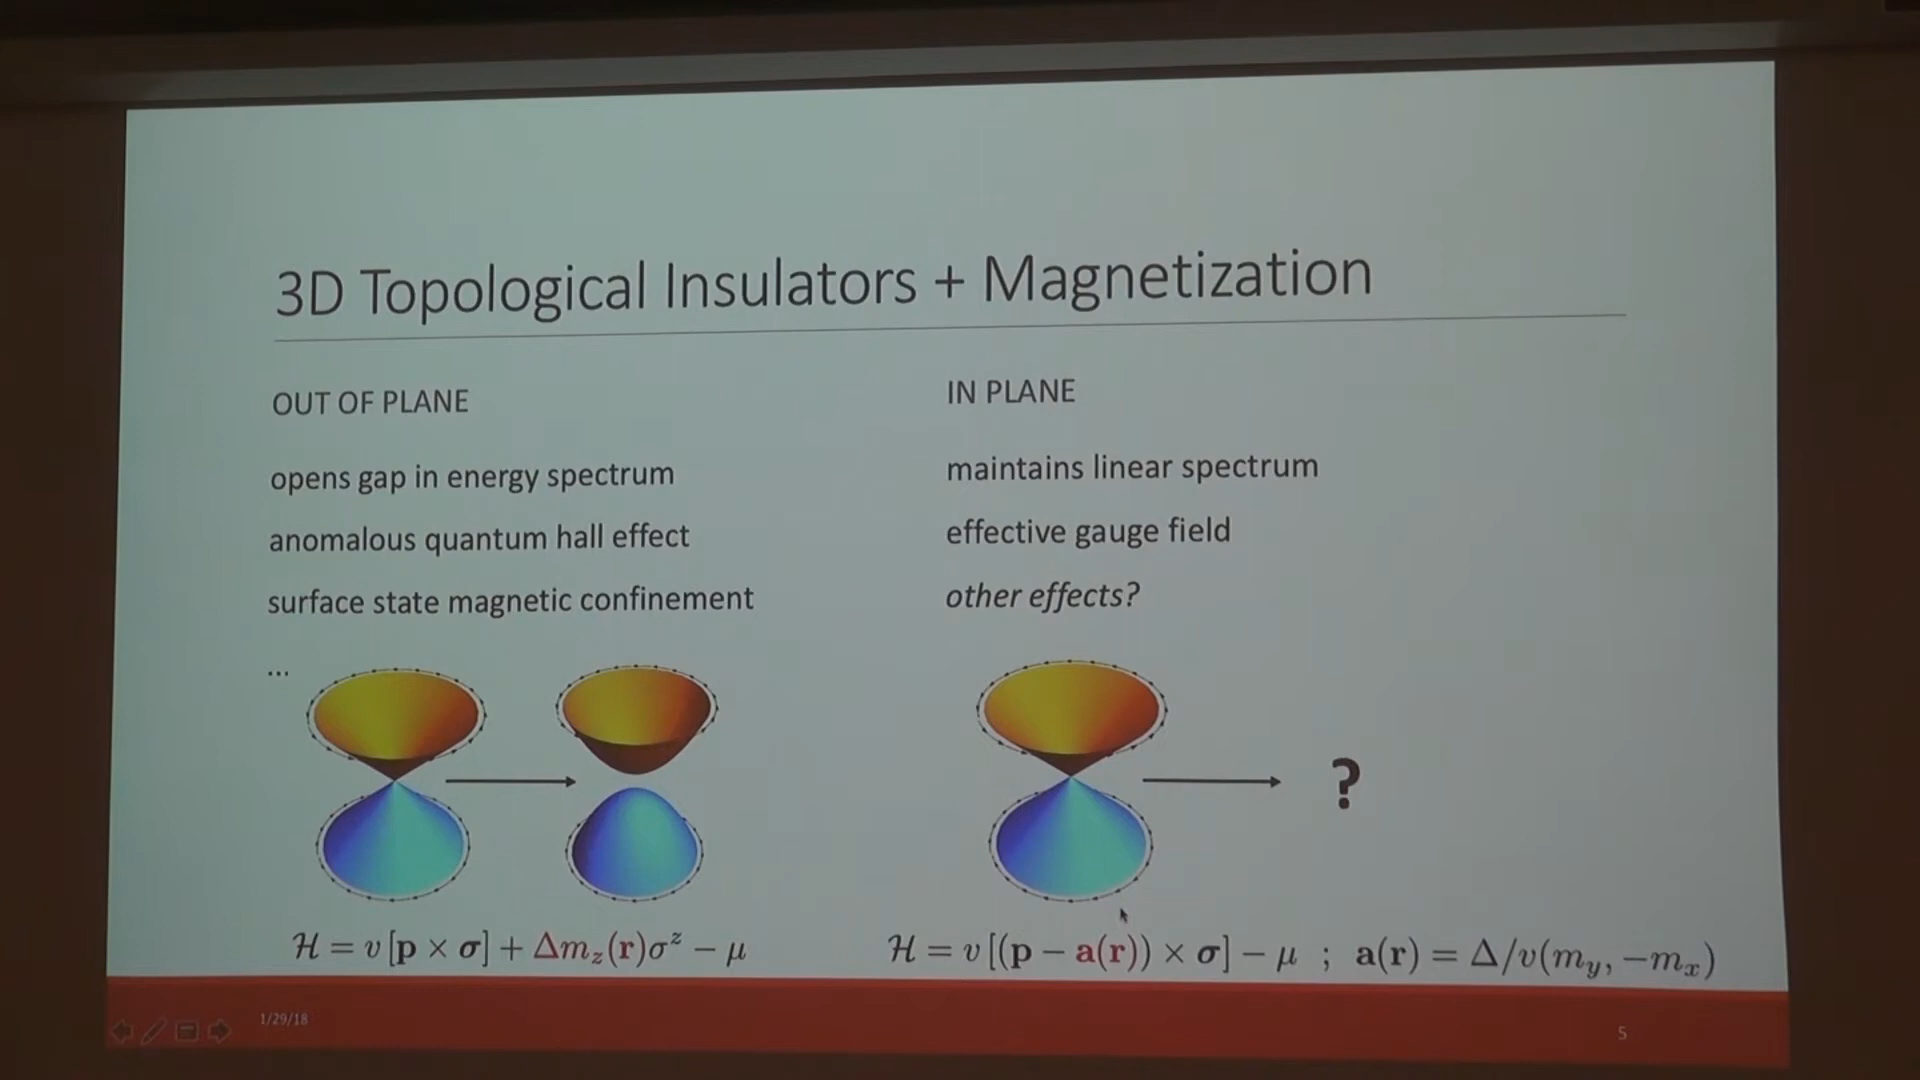 3D Topological Insulators + Magnetization
OUT OF PLANE
opens gap in energy spectrum
anomalous quantum hall effect
surface state magnetic confinement
...
ℋ = v [p × σ] + Δm_z(r)σ^z − μ
IN PLANE
maintains linear spectrum
effective gauge field
other effects?
?
ℋ = v [(p − a(r)) × σ] − μ ; a(r) = Δ/v(m_y, −m_x)
1/29/18
5